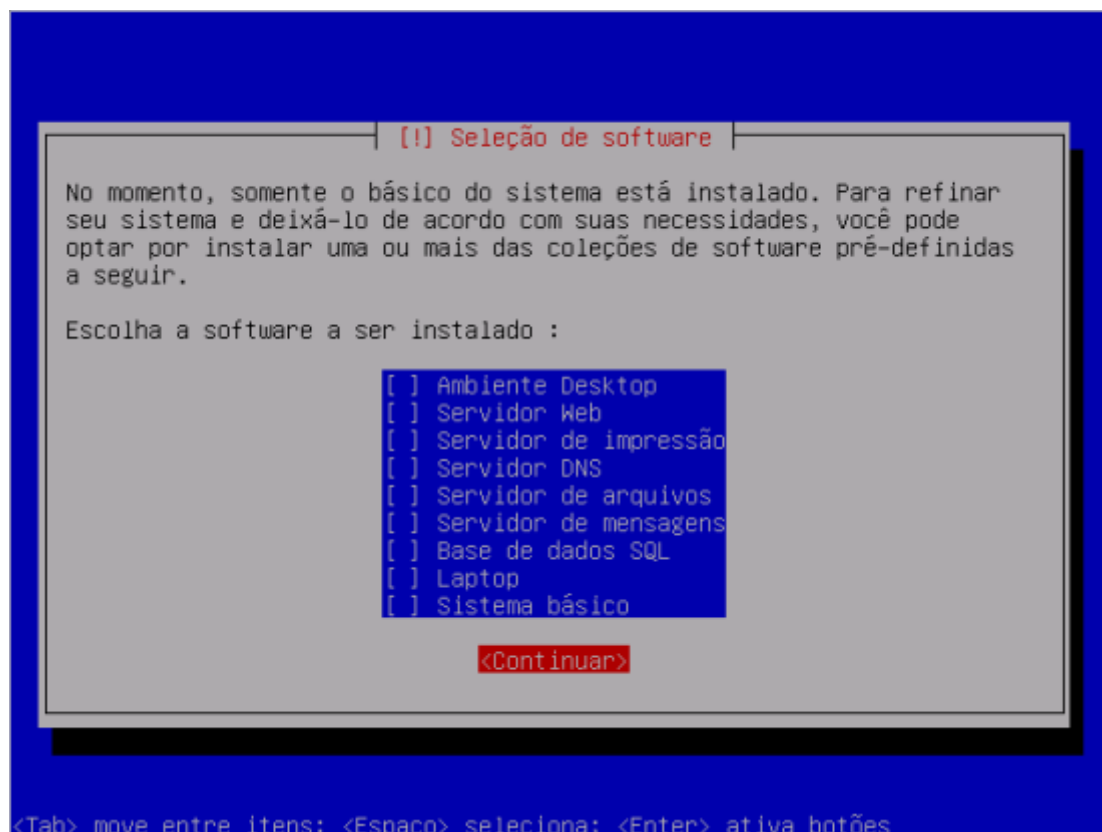 [!] Seleção de software
No momento, somente o básico do sistema está instalado. Para refinar
seu sistema e deixá-lo de acordo com suas necessidades, você pode
optar por instalar uma ou mais das coleções de software pré-definidas
a seguir.
Escolha a software a ser instalado :
[ ] Ambiente Desktop
[ ] Servidor Web
[ ] Servidor de impressão
[ ] Servidor DNS
[ ] Servidor de arquivos
[ ] Servidor de mensagens
[ ] Base de dados SQL
[ ] Laptop
[ ] Sistema básico
<Continuar>
<Tab> move entre itens; <Espaço> seleciona; <Enter> ativa botões